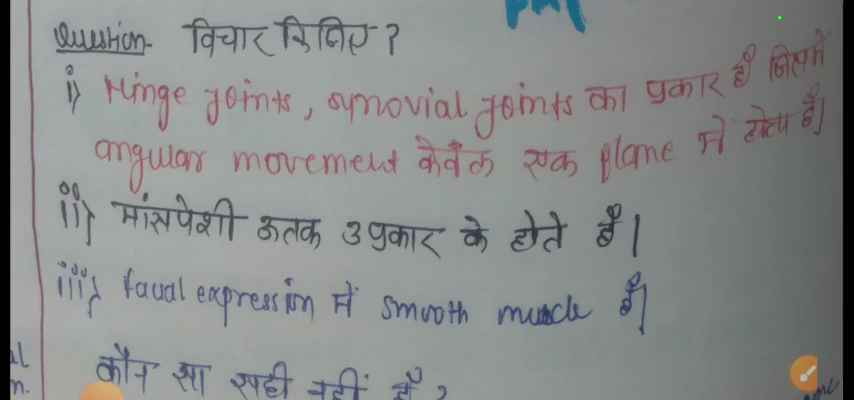 Question- विचार किजिए ?
i) Hinge joints, synovial joints का प्रकार है जिसमें
angular movement केवल एक plane में होता है।
ii) मांसपेशी ऊतक ३ प्रकार के होते हैं।
iii) facial expression में smooth muscle है।
कौन सा सही नहीं है ?